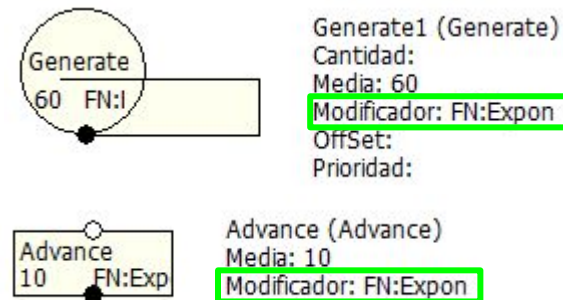 Generate
60 FN:I
Generate1 (Generate)
Cantidad:
Media: 60
Modificador: FN:Expon
OffSet:
Prioridad:
Advance
10 FN:Exp
Advance (Advance)
Media: 10
Modificador: FN:Expon